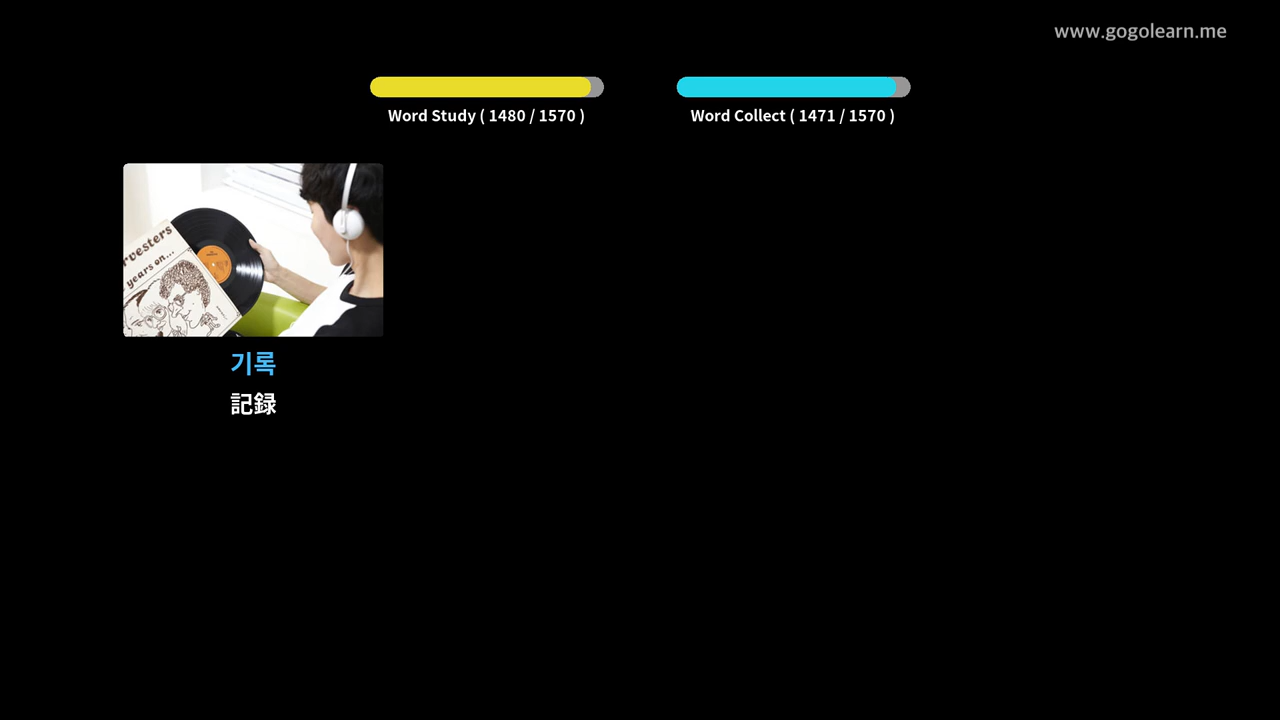 www.gogolearn.me
Word Study ( 1480 / 1570 )
Word Collect ( 1471 / 1570 )
rvesters
years on...
기록
記録